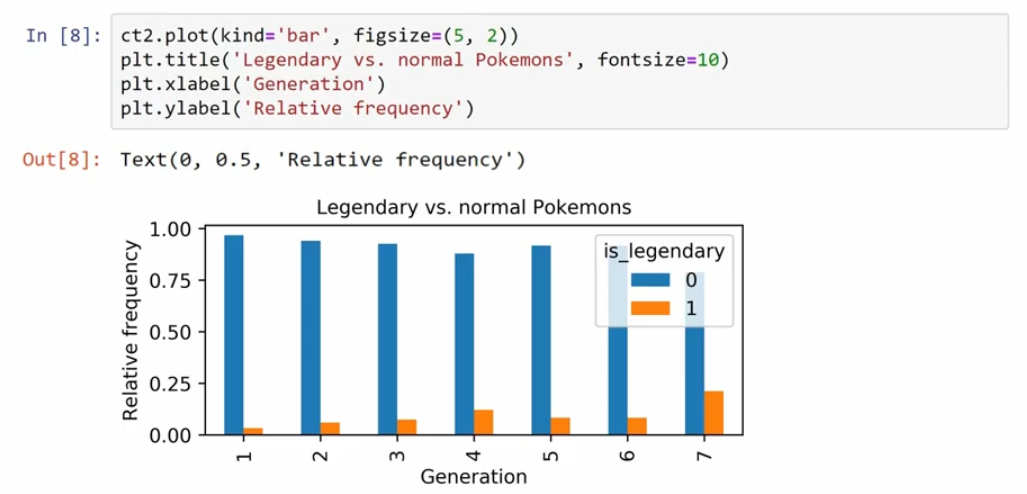 In [8]: ct2.plot(kind='bar', figsize=(5, 2))
plt.title('Legendary vs. normal Pokemons', fontsize=10)
plt.xlabel('Generation')
plt.ylabel('Relative frequency')
Out[8]: Text(0, 0.5, 'Relative frequency')
Legendary vs. normal Pokemons
Relative frequency
1.00
0.75
0.50
0.25
0.00
is_legendary
0
1
1 2 3 4 5 6 7
Generation